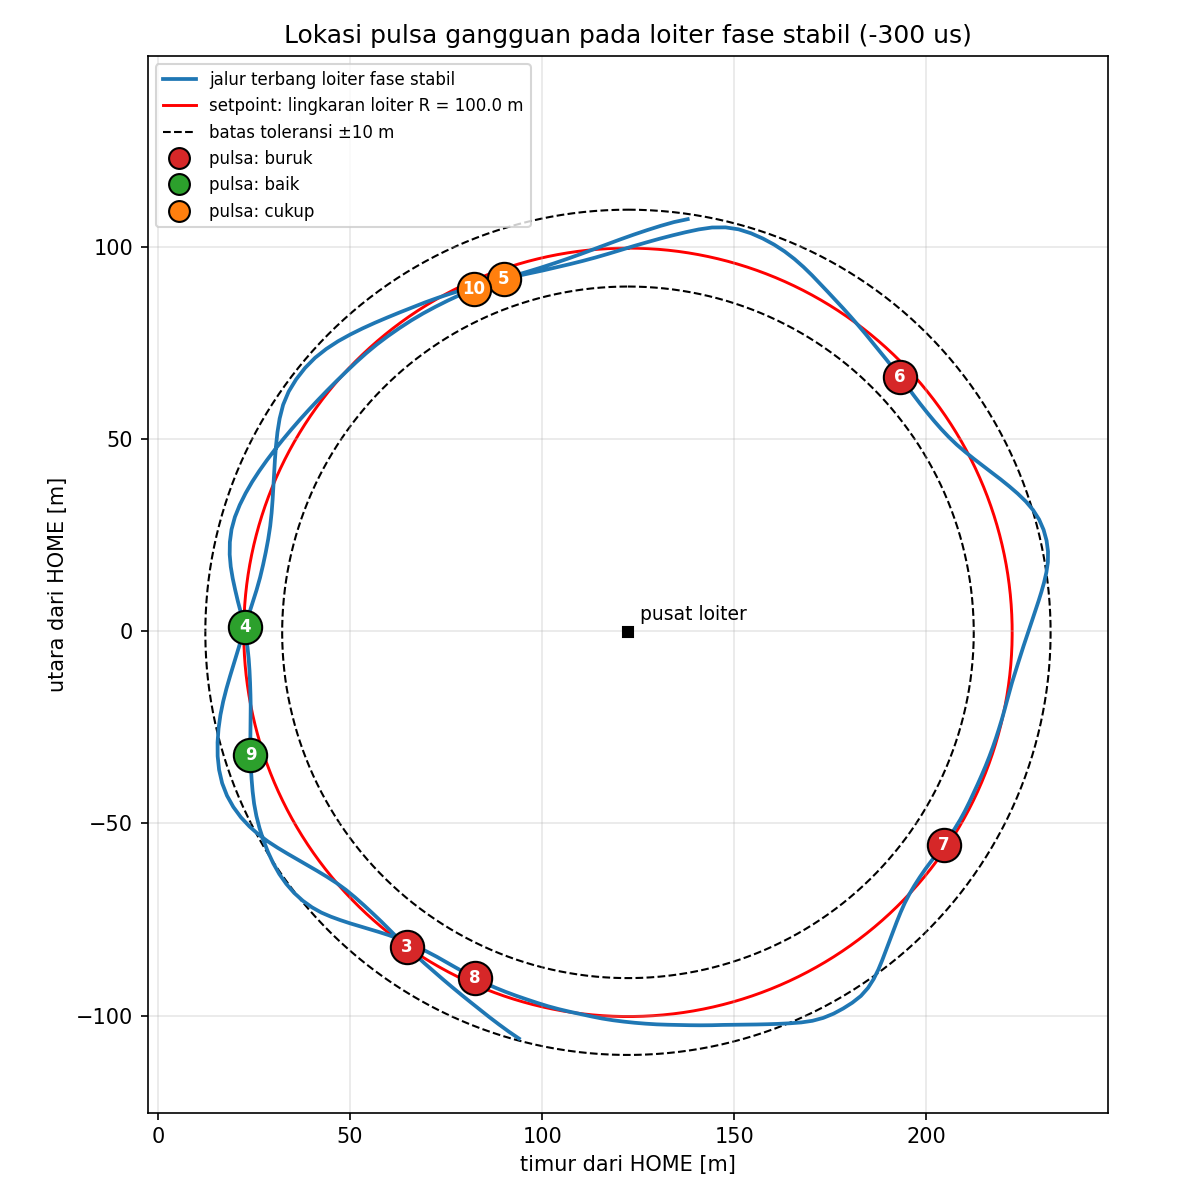 Lokasi pulsa gangguan pada loiter fase stabil (-300 us)
jalur terbang loiter fase stabil
setpoint: lingkaran loiter R = 100.0 m
batas toleransi ±10 m
pulsa: buruk
pulsa: baik
pulsa: cukup
100
50
0
−50
−100
utara dari HOME [m]
10
5
6
pusat loiter
4
9
7
3
8
0
50
100
150
200
timur dari HOME [m]